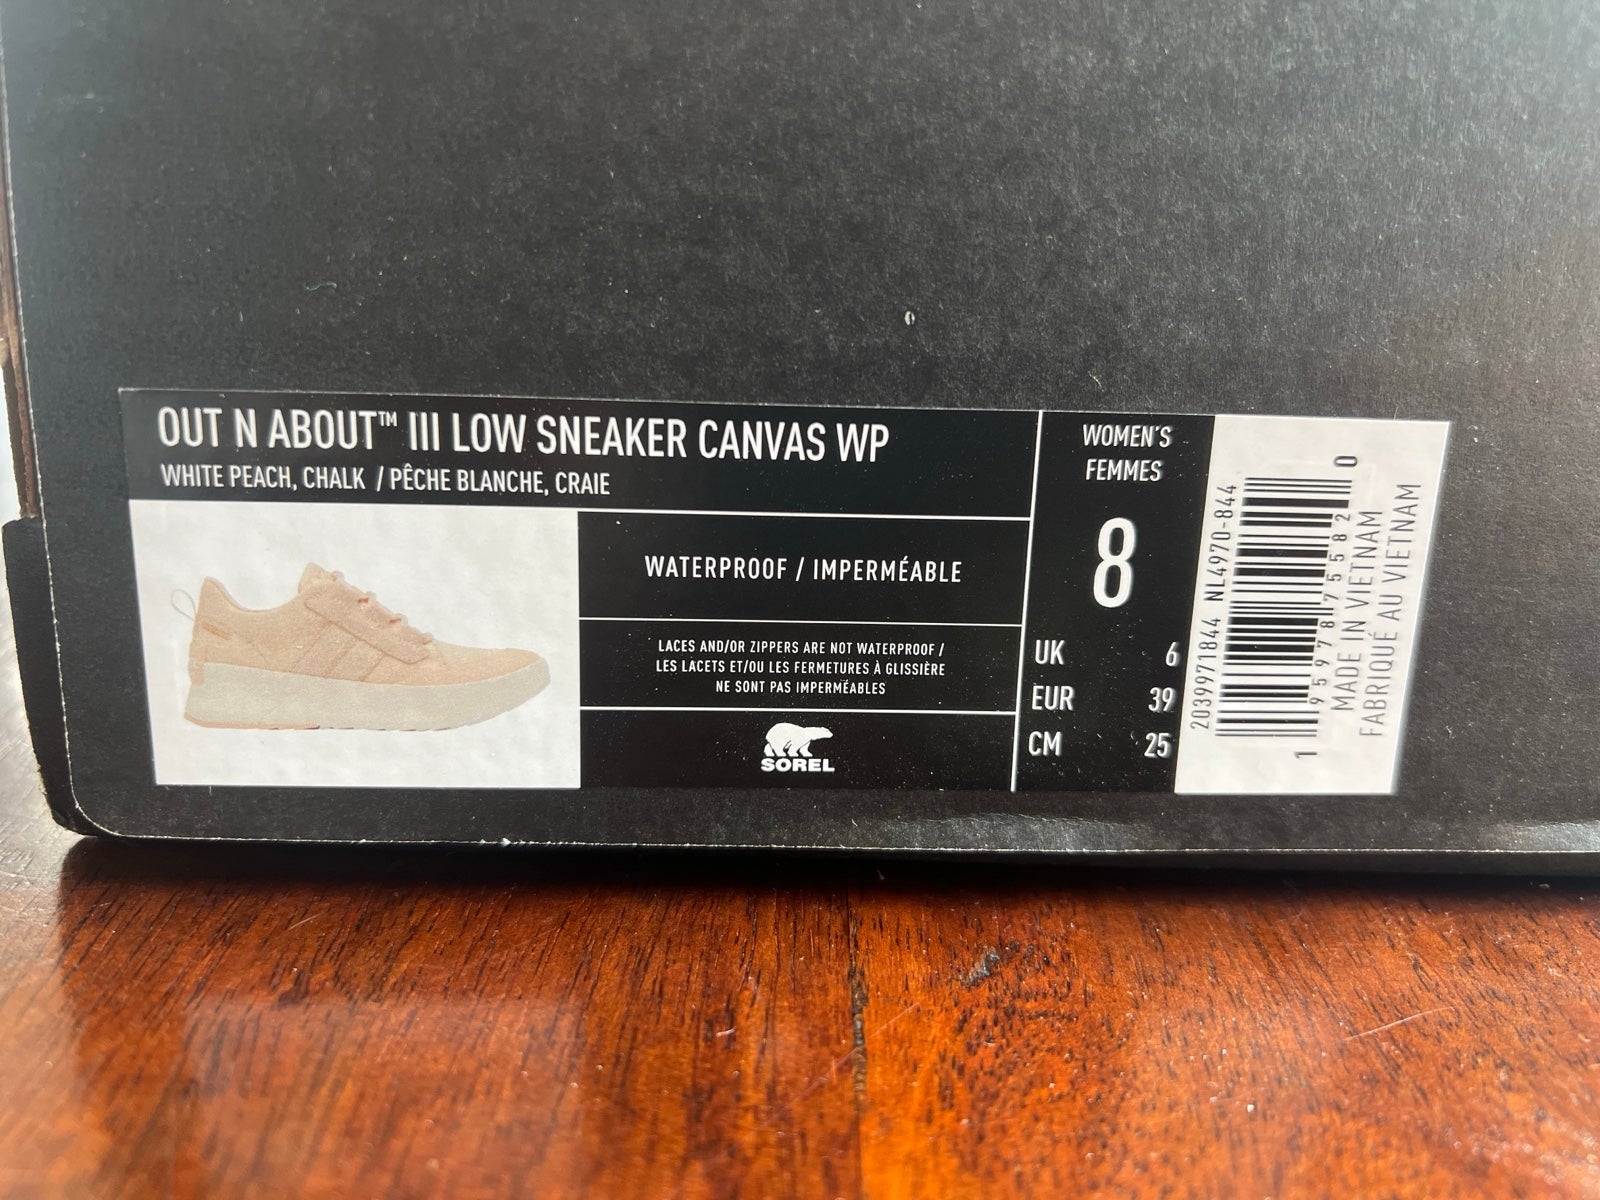 OUT N ABOUT™ III LOW SNEAKER CANVAS WP
WHITE PEACH, CHALK / PÊCHE BLANCHE, CRAIE
WATERPROOF / IMPERMÉABLE
LACES AND/OR ZIPPERS ARE NOT WATERPROOF /
LES LACETS ET/OU LES FERMETURES À GLISSIÈRE
NE SONT PAS IMPERMÉABLES
SOREL
WOMEN'S
FEMMES
8
UK 6
EUR 39
CM 25
2039971844 NL4970-844
1 95978 75582 0
MADE IN VIETNAM
FABRIQUÉ AU VIETNAM